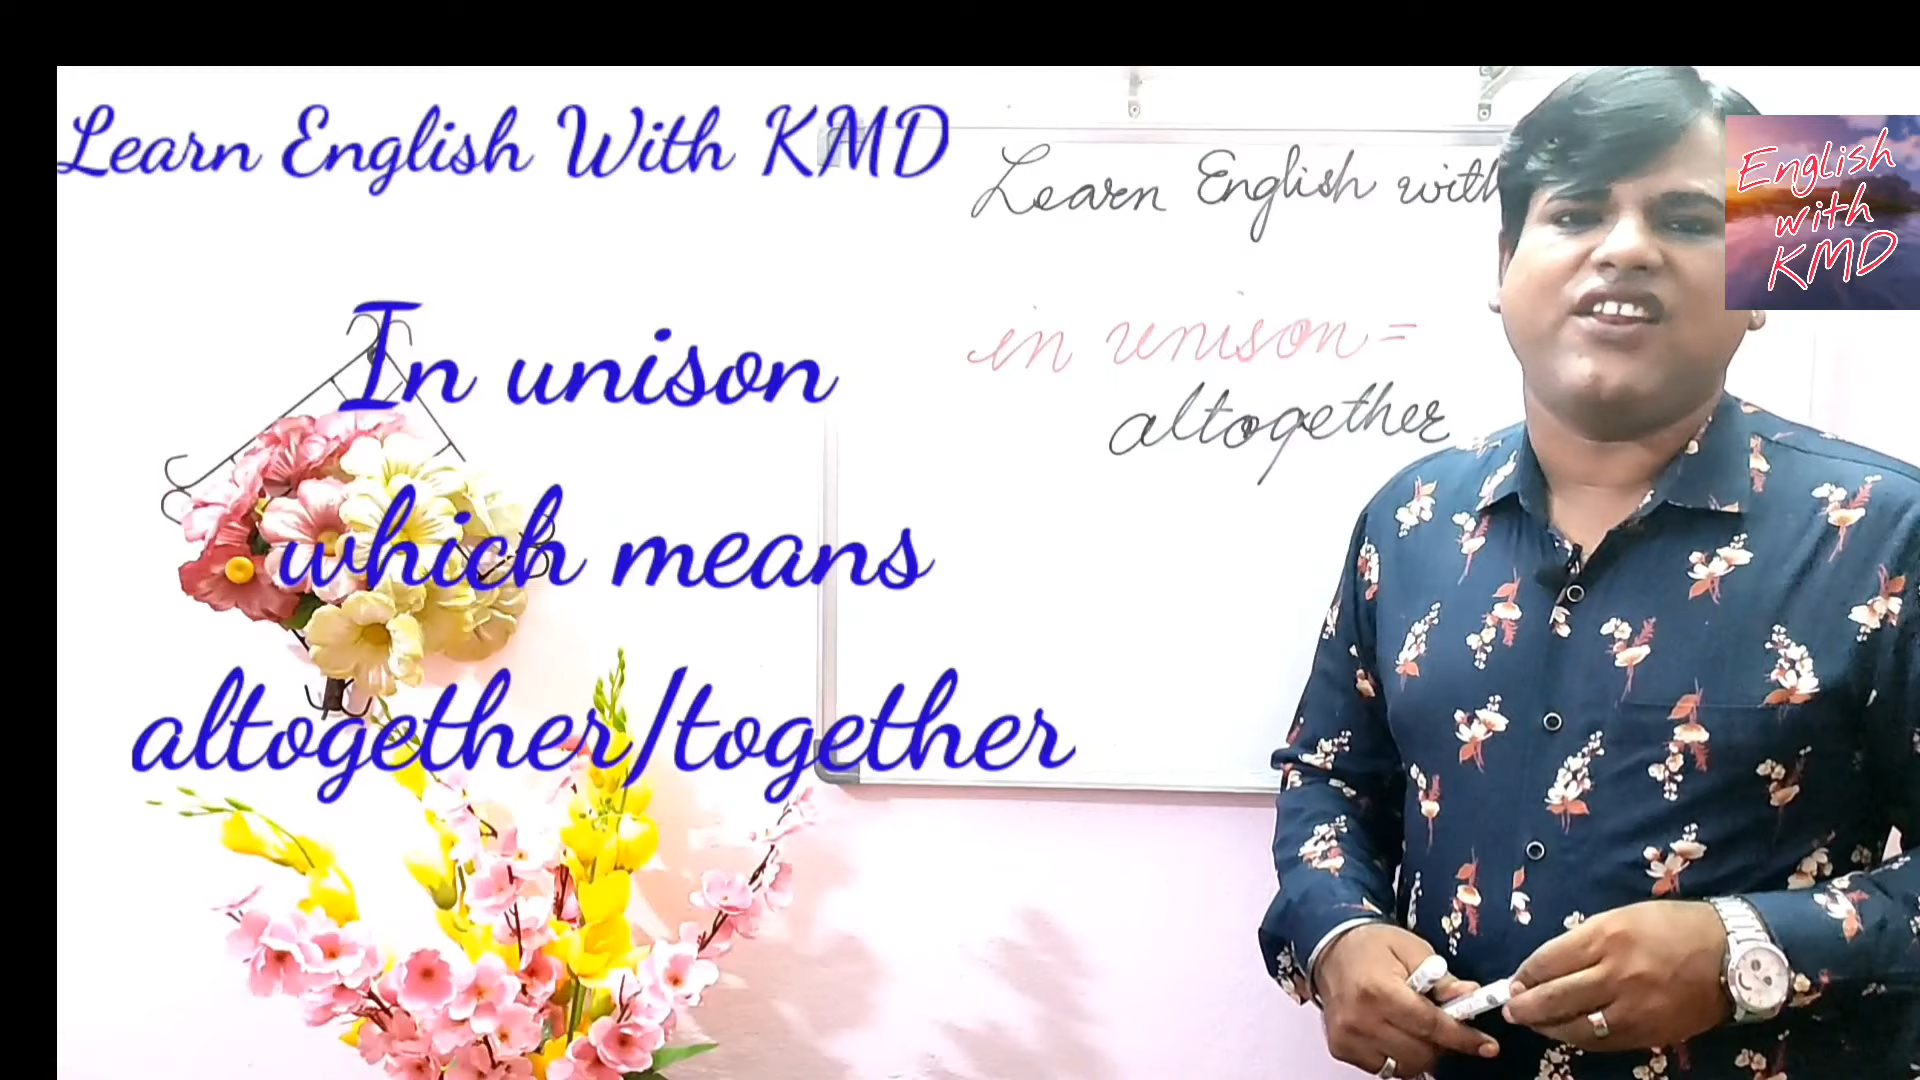 Learn English With KMD
In unison
which means
altogether/together
Learn English with
in unison =
altogether
English
with
KMD